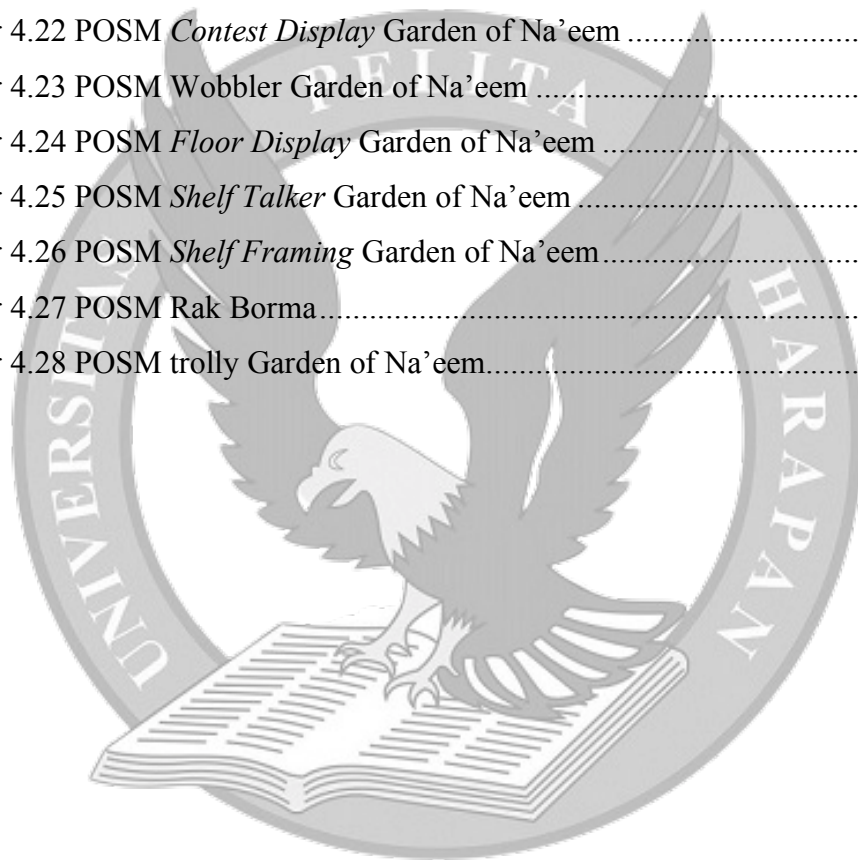 4.22 POSM Contest Display Garden of Na’eem ....................................
4.23 POSM Wobbler Garden of Na’eem ....................................
4.24 POSM Floor Display Garden of Na’eem ....................................
4.25 POSM Shelf Talker Garden of Na’eem ....................................
4.26 POSM Shelf Framing Garden of Na’eem....................................
4.27 POSM Rak Borma....................................
4.28 POSM trolly Garden of Na’eem....................................
UNIVERSITAS PELITA HARAPAN